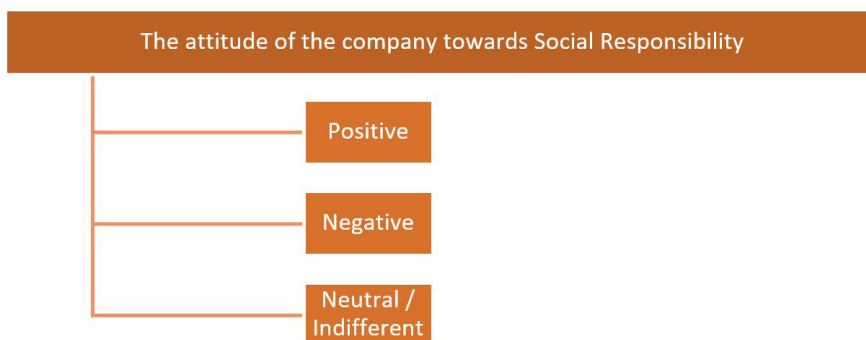 The attitude of the company towards Social Responsibility
Positive
Negative
Neutral /
Indifferent